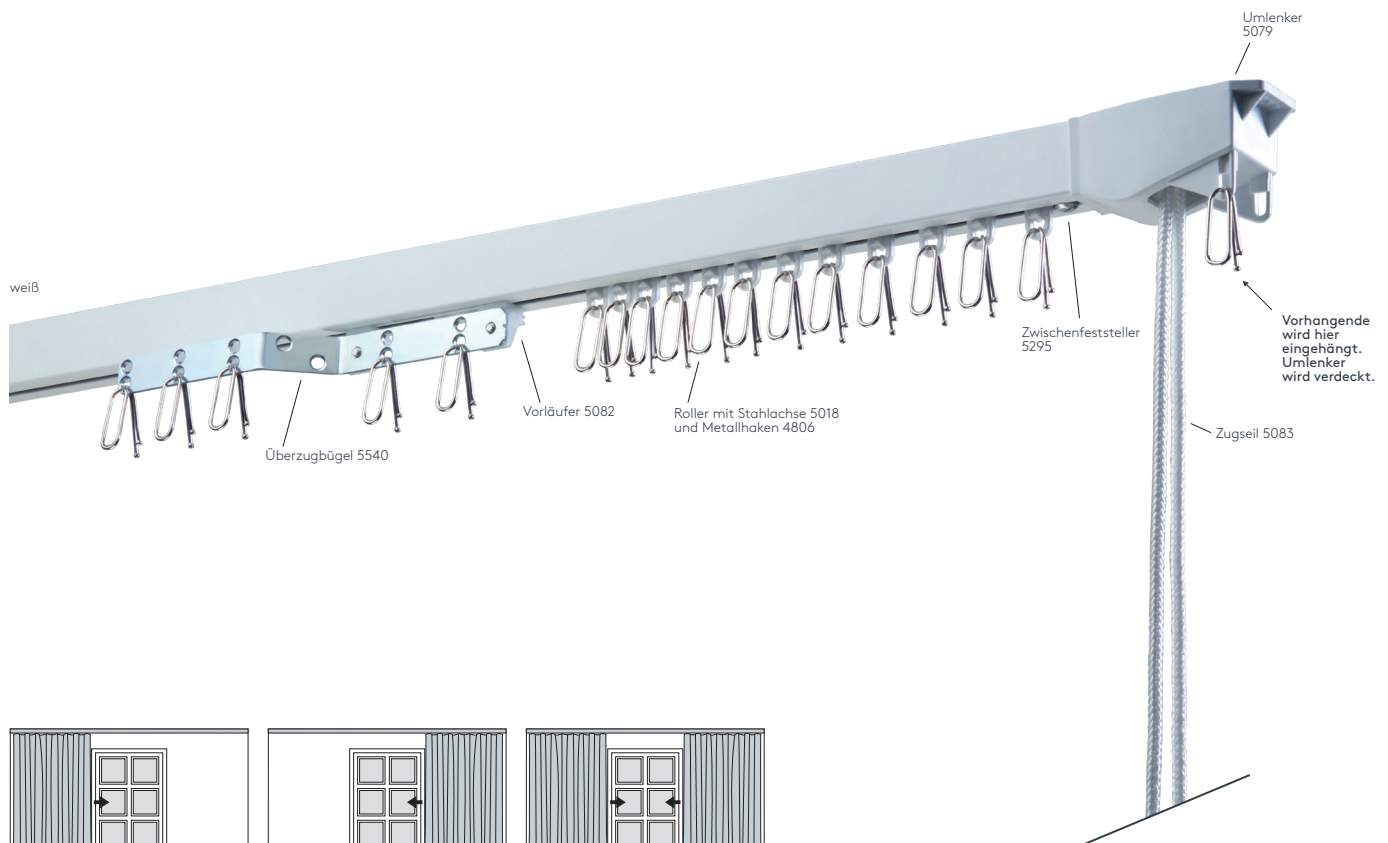 Umlenker
5079
weiß
Vorhangende
wird hier
eingehängt.
Umlenker
wird verdeckt.
Zwischenfeststeller
5295
Vorläufer 5082
Roller mit Stahlachse 5018
und Metallhaken 4806
Zugseil 5083
Überzugbügel 5540